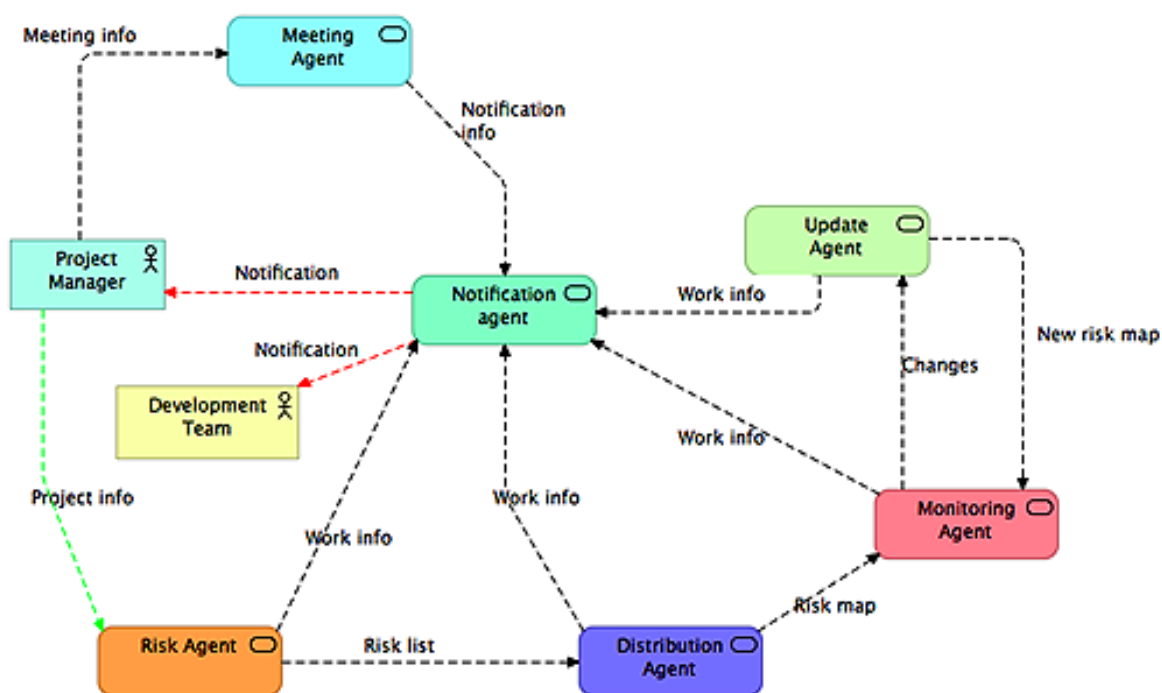 Meeting info
Meeting
Agent
Notification
info
Update
Agent
Project
Manager
Notification
Notification
agent
Work info
New risk map
Notification
Changes
Development
Team
Work info
Project info
Work info
Monitoring
Agent
Work info
Risk map
Risk Agent
Risk list
Distribution
Agent